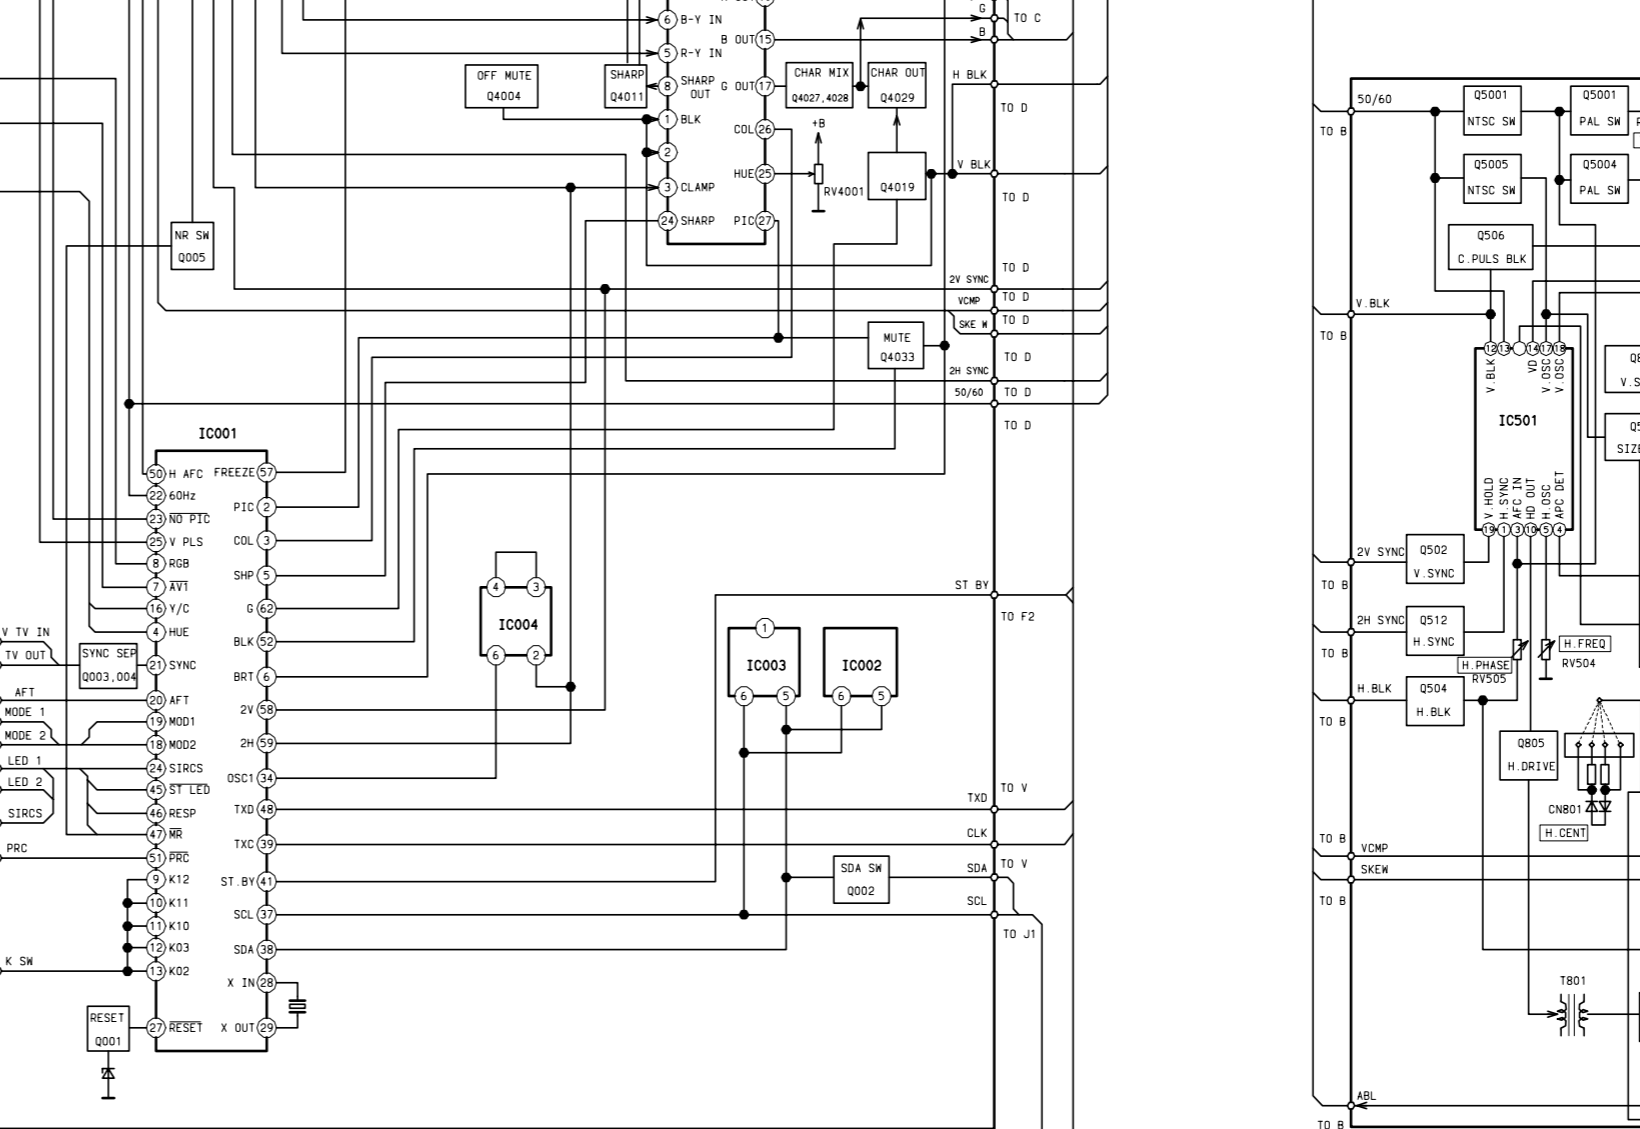 6 B-Y IN
5 R-Y IN
8 SHARP OUT
1 BLK
2
3 CLAMP
24 SHARP
B OUT 15
G OUT 17
COL 26
HUE 25
PIC 27
OFF MUTE
Q4004
SHARP
Q4011
CHAR MIX
Q4027,4028
CHAR OUT
Q4029
+B
RV4001
Q4019
G
TO C
B
H BLK
TO D
V BLK
TO D
TO D
2V SYNC
TO D
VCMP
TO D
SKE W
TO D
2H SYNC
TO D
50/60
TO D
MUTE
Q4033
NR SW
Q005
IC001
50 H AFC
22 60Hz
23 NO PIC
25 V PLS
8 RGB
7 AV1
16 Y/C
4 HUE
21 SYNC
20 AFT
19 MOD1
18 MOD2
24 SIRCS
45 ST LED
46 RESP
47 MR
51 PRC
9 K12
10 K11
11 K10
12 K03
13 K02
27 RESET
FREEZE 57
PIC 2
COL 3
SHP 5
G 62
BLK 52
BRT 6
2V 58
2H 59
OSC1 34
TXD 48
TXC 39
ST.BY 41
SCL 37
SDA 38
X IN 28
X OUT 29
V TV IN
TV OUT
SYNC SEP
Q003,004
AFT
MODE 1
MODE 2
LED 1
LED 2
SIRCS
PRC
K SW
RESET
Q001
4 3
IC004
6 2
1
IC003
6 5
IC002
6 5
ST BY
TO F2
TO V
TXD
CLK
TO V
SDA SW
Q002
SDA
SCL
TO J1
50/60
TO B
Q5001
NTSC SW
Q5001
PAL SW
Q5005
NTSC SW
Q5004
PAL SW
Q506
C.PULS BLK
V.BLK
TO B
12 13 14 17 18
V.BLK
VD
V.OSC
V.OSC
IC501
V.HOLD
H.SYNC
AFC IN
HD OUT
H.OSC
APC DET
19 1 3 10 5 4
V.S
SIZE
2V SYNC
Q502
V.SYNC
TO B
2H SYNC
Q512
H.SYNC
TO B
H.PHASE
RV505
H.FREQ
RV504
H.BLK
Q504
H.BLK
TO B
Q805
H.DRIVE
CN801
H.CENT
TO B
VCMP
SKEW
TO B
T801
ABL
TO B